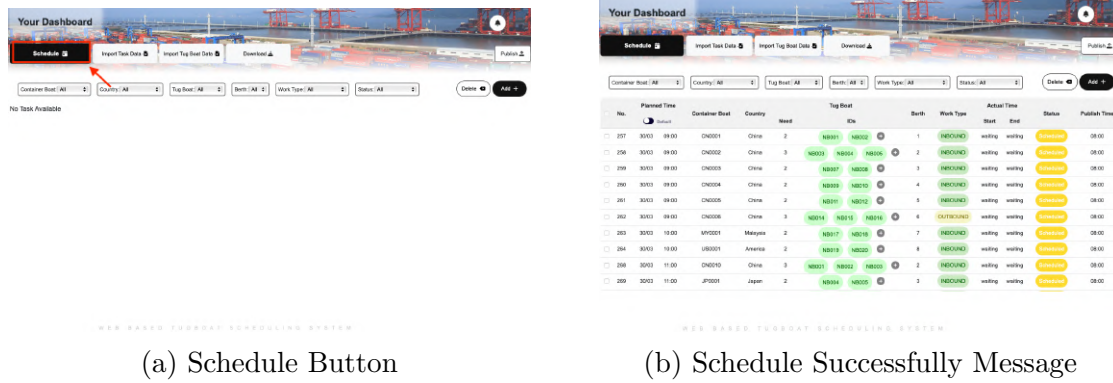 Your Dashboard
Schedule
Import Task Data
Import Tug Boat Data
Download
Publish
Container Boat: All
Country: All
Tug Boat: All
Berth: All
Work Type: All
Status: All
Delete
Add +
No Task Available
WEB BASED TUGBOAT SCHEDULING SYSTEM
(a) Schedule Button
Your Dashboard
Schedule
Import Task Data
Import Tug Boat Data
Download
Publish
Container Boat: All
Country: All
Tug Boat: All
Berth: All
Work Type: All
Status: All
Delete
Add +
No. Planned Time Container Boat Country Tug Boat Berth Work Type Actual Time Status Publish Time
Need IDs Start End
257 30/03 09:00 CN0001 China 2 NB001 NB002 1 INBOUND waiting waiting Scheduled 08:00
258 30/03 09:00 CN0002 China 3 NB003 NB004 NB005 2 INBOUND waiting waiting Scheduled 08:00
259 30/03 09:00 CN0003 China 2 NB007 NB008 3 INBOUND waiting waiting Scheduled 08:00
260 30/03 09:00 CN0004 China 2 NB009 NB010 4 INBOUND waiting waiting Scheduled 08:00
261 30/03 09:00 CN0005 China 2 NB011 NB012 5 INBOUND waiting waiting Scheduled 08:00
262 30/03 09:00 CN0006 China 3 NB014 NB015 NB016 6 OUTBOUND waiting waiting Scheduled 08:00
263 30/03 10:00 MY0001 Malaysia 2 NB017 NB018 7 INBOUND waiting waiting Scheduled 08:00
264 30/03 10:00 US0001 America 2 NB019 NB020 8 INBOUND waiting waiting Scheduled 08:00
268 30/03 11:00 CN0010 China 3 NB001 NB002 NB003 2 INBOUND waiting waiting Scheduled 08:00
269 30/03 11:00 JP0001 Japan 2 NB004 NB005 3 INBOUND waiting waiting Scheduled 08:00
WEB BASED TUGBOAT SCHEDULING SYSTEM
(b) Schedule Successfully Message